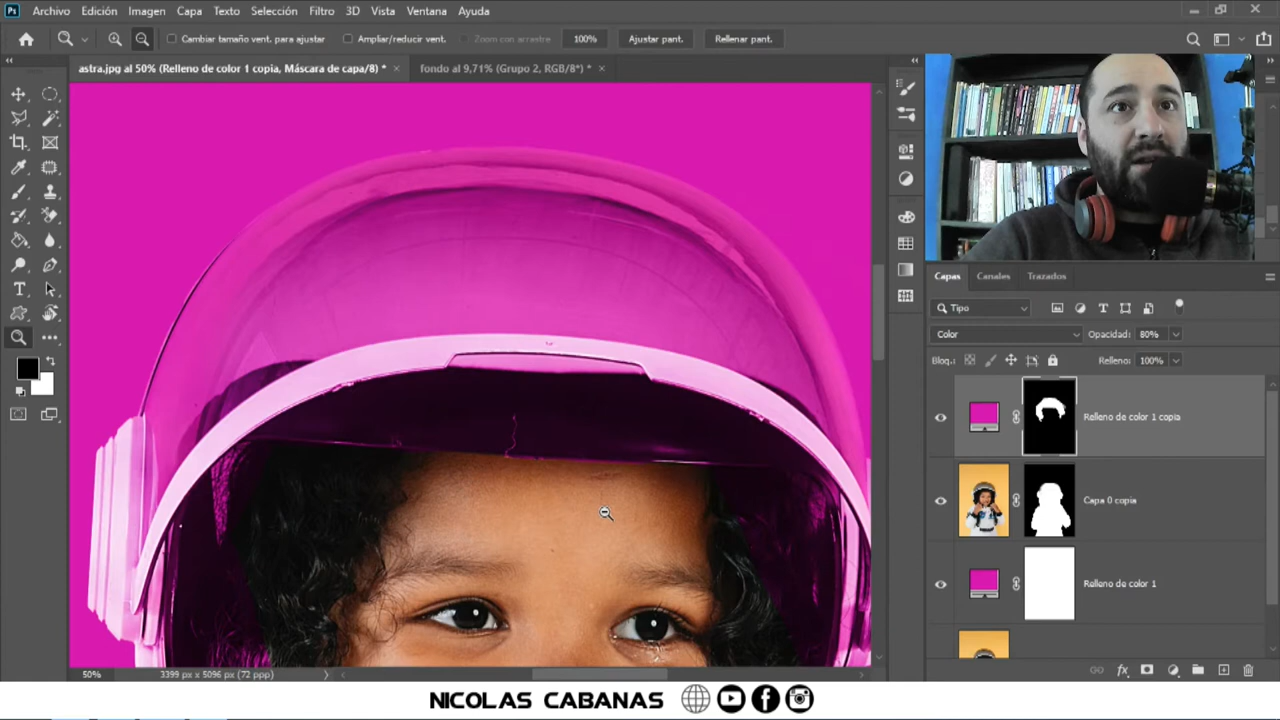 Ps Archivo Edición Imagen Capa Texto Selección Filtro 3D Vista Ventana Ayuda
Cambiar tamaño vent. para ajustar Ampliar/reducir vent. Zoom con arrastre 100% Ajustar pant. Rellenar pant.
astra.jpg al 50% (Relleno de color 1 copia, Máscara de capa/8) * × fondo al 9,71% (Grupo 2, RGB/8*) * ×
Capas Canales Trazados
Tipo
Color Opacidad: 80%
Bloq.: Relleno: 100%
Relleno de color 1 copia
Capa 0 copia
Relleno de color 1
50% 3399 px x 5096 px (72 ppp)
NICOLAS CABANAS